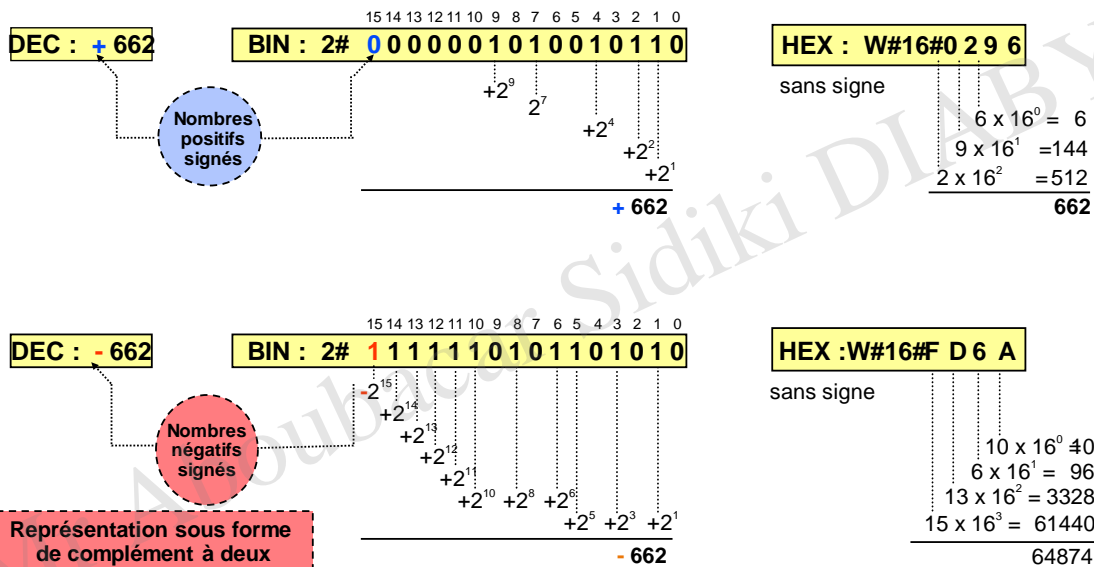 15 14 13 12 11 10 9 8 7 6 5 4 3 2 1 0
DEC : + 662
BIN : 2# 0 0 0 0 0 0 1 0 1 0 0 1 0 1 1 0
HEX : W#16#0 2 9 6
sans signe
Nombres
positifs
signés
+2⁹
2⁷
+2⁴
+2²
+2¹
+ 662
6 x 16⁰ = 6
9 x 16¹ =144
2 x 16² =512
662
15 14 13 12 11 10 9 8 7 6 5 4 3 2 1 0
DEC : - 662
BIN : 2# 1 1 1 1 1 1 0 1 0 1 1 0 1 0 1 0
HEX :W#16#F D 6 A
sans signe
Nombres
négatifs
signés
-2¹⁵
+2¹⁴
+2¹³
+2¹²
+2¹¹
+2¹⁰ +2⁸ +2⁶
+2⁵ +2³ +2¹
- 662
10 x 16⁰ =10
6 x 16¹ = 96
13 x 16² = 3328
15 x 16³ = 61440
64874
Représentation sous forme
de complément à deux
Aboubacar Sidiki DIABY